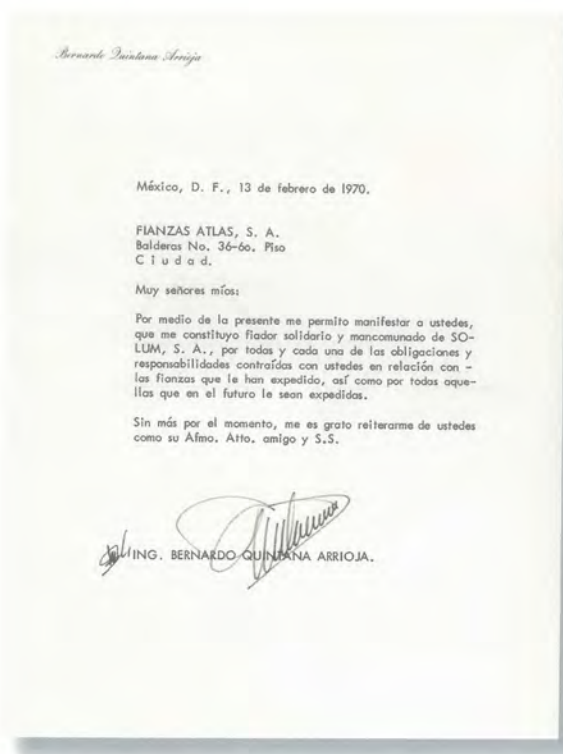 Bernardo Quintana Arrioja
México, D. F., 13 de febrero de 1970.
FIANZAS ATLAS, S. A.
Balderas No. 36-6o. Piso
C i u d a d.
Muy señores míos:
Por medio de la presente me permito manifestar a ustedes,
que me constituyo fiador solidario y mancomunado de SO-
LUM, S. A., por todas y cada una de las obligaciones y
responsabilidades contraídas con ustedes en relación con -
las fianzas que le han expedido, así como por todas aque-
llas que en el futuro le sean expedidas.
Sin más por el momento, me es grato reiterarme de ustedes
como su Afmo. Atto. amigo y S.S.
ING. BERNARDO QUINTANA ARRIOJA.